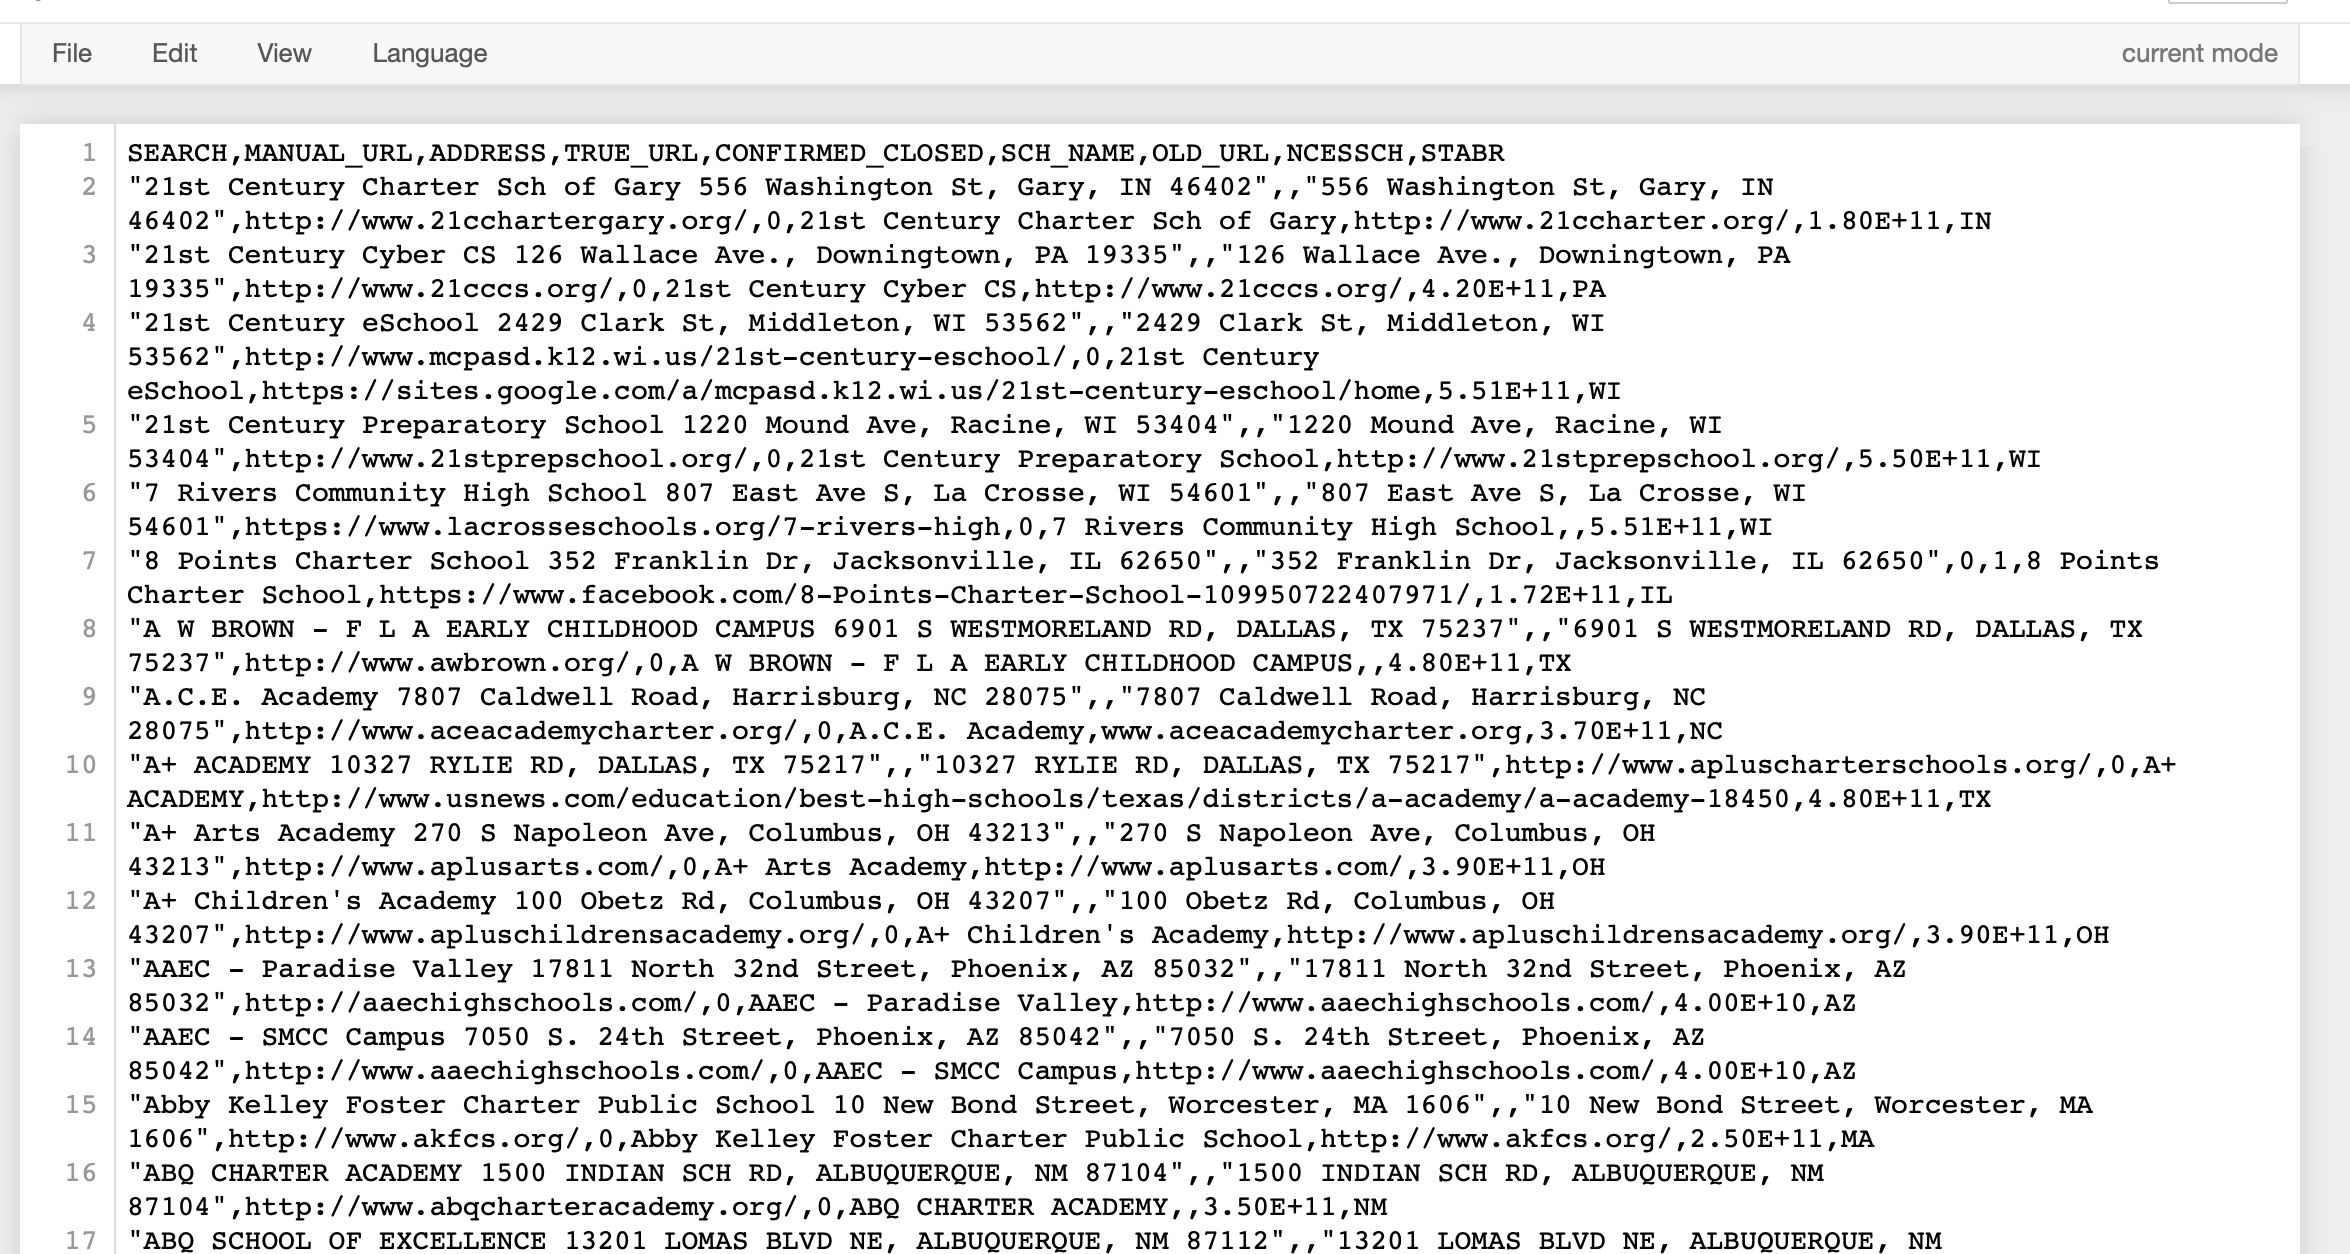 File Edit View Language current mode
1 SEARCH,MANUAL_URL,ADDRESS,TRUE_URL,CONFIRMED_CLOSED,SCH_NAME,OLD_URL,NCESSCH,STABR
2 "21st Century Charter Sch of Gary 556 Washington St, Gary, IN 46402",,"556 Washington St, Gary, IN
46402",http://www.21cchartergary.org/,0,21st Century Charter Sch of Gary,http://www.21ccharter.org/,1.80E+11,IN
3 "21st Century Cyber CS 126 Wallace Ave., Downingtown, PA 19335",,"126 Wallace Ave., Downingtown, PA
19335",http://www.21cccs.org/,0,21st Century Cyber CS,http://www.21cccs.org/,4.20E+11,PA
4 "21st Century eSchool 2429 Clark St, Middleton, WI 53562",,"2429 Clark St, Middleton, WI
53562",http://www.mcpasd.k12.wi.us/21st-century-eschool/,0,21st Century
eSchool,https://sites.google.com/a/mcpasd.k12.wi.us/21st-century-eschool/home,5.51E+11,WI
5 "21st Century Preparatory School 1220 Mound Ave, Racine, WI 53404",,"1220 Mound Ave, Racine, WI
53404",http://www.21stprepschool.org/,0,21st Century Preparatory School,http://www.21stprepschool.org/,5.50E+11,WI
6 "7 Rivers Community High School 807 East Ave S, La Crosse, WI 54601",,"807 East Ave S, La Crosse, WI
54601",https://www.lacrosseschools.org/7-rivers-high,0,7 Rivers Community High School,,5.51E+11,WI
7 "8 Points Charter School 352 Franklin Dr, Jacksonville, IL 62650",,"352 Franklin Dr, Jacksonville, IL 62650",0,1,8 Points
Charter School,https://www.facebook.com/8-Points-Charter-School-109950722407971/,1.72E+11,IL
8 "A W BROWN - F L A EARLY CHILDHOOD CAMPUS 6901 S WESTMORELAND RD, DALLAS, TX 75237",,"6901 S WESTMORELAND RD, DALLAS, TX
75237",http://www.awbrown.org/,0,A W BROWN - F L A EARLY CHILDHOOD CAMPUS,,4.80E+11,TX
9 "A.C.E. Academy 7807 Caldwell Road, Harrisburg, NC 28075",,"7807 Caldwell Road, Harrisburg, NC
28075",http://www.aceacademycharter.org/,0,A.C.E. Academy,www.aceacademycharter.org,3.70E+11,NC
10 "A+ ACADEMY 10327 RYLIE RD, DALLAS, TX 75217",,"10327 RYLIE RD, DALLAS, TX 75217",http://www.apluscharterschools.org/,0,A+
ACADEMY,http://www.usnews.com/education/best-high-schools/texas/districts/a-academy/a-academy-18450,4.80E+11,TX
11 "A+ Arts Academy 270 S Napoleon Ave, Columbus, OH 43213",,"270 S Napoleon Ave, Columbus, OH
43213",http://www.aplusarts.com/,0,A+ Arts Academy,http://www.aplusarts.com/,3.90E+11,OH
12 "A+ Children's Academy 100 Obetz Rd, Columbus, OH 43207",,"100 Obetz Rd, Columbus, OH
43207",http://www.apluschildrensacademy.org/,0,A+ Children's Academy,http://www.apluschildrensacademy.org/,3.90E+11,OH
13 "AAEC - Paradise Valley 17811 North 32nd Street, Phoenix, AZ 85032",,"17811 North 32nd Street, Phoenix, AZ
85032",http://aaechighschools.com/,0,AAEC - Paradise Valley,http://www.aaechighschools.com/,4.00E+10,AZ
14 "AAEC - SMCC Campus 7050 S. 24th Street, Phoenix, AZ 85042",,"7050 S. 24th Street, Phoenix, AZ
85042",http://www.aaechighschools.com/,0,AAEC - SMCC Campus,http://www.aaechighschools.com/,4.00E+10,AZ
15 "Abby Kelley Foster Charter Public School 10 New Bond Street, Worcester, MA 1606",,"10 New Bond Street, Worcester, MA
1606",http://www.akfcs.org/,0,Abby Kelley Foster Charter Public School,http://www.akfcs.org/,2.50E+11,MA
16 "ABQ CHARTER ACADEMY 1500 INDIAN SCH RD, ALBUQUERQUE, NM 87104",,"1500 INDIAN SCH RD, ALBUQUERQUE, NM
87104",http://www.abqcharteracademy.org/,0,ABQ CHARTER ACADEMY,,3.50E+11,NM
17 "ABQ SCHOOL OF EXCELLENCE 13201 LOMAS BLVD NE, ALBUQUERQUE, NM 87112",,"13201 LOMAS BLVD NE, ALBUQUERQUE, NM